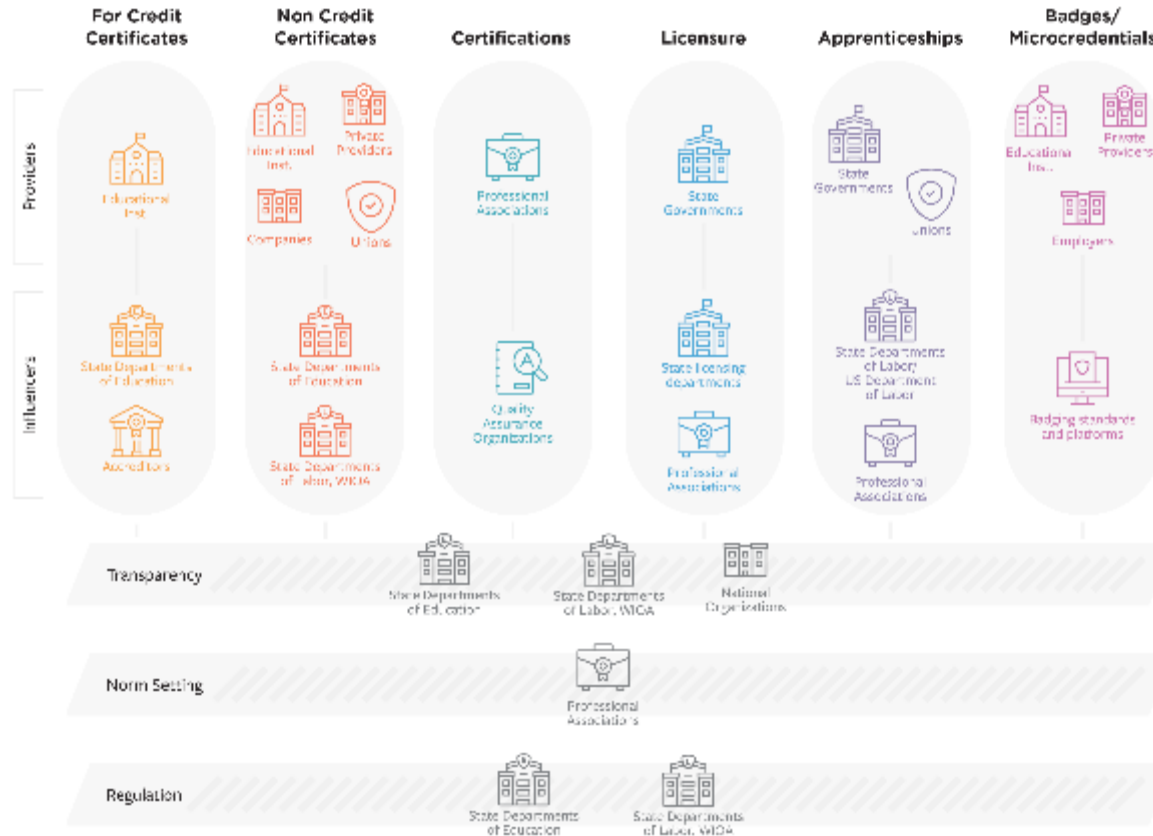 For Credit
Certificates
Non Credit
Certificates
Certifications
Licensure
Apprenticeships
Badges/
Microcredentials
Providers
Educational
Inst.
Educational
Inst.
Private
Providers
Companies
Unions
Professional
Associations
State
Governments
State
Governments
Unions
Educational
Inst.
Private
Providers
Employers
Influencers
State Departments
of Education
Accreditors
State Departments
of Education
State Departments
of Labor, WIOA
Quality
Assurance
Organizations
State licensing
departments
Professional
Associations
State Departments
of Labor/
US Department
of Labor
Professional
Associations
Badging standards
and platforms
Transparency
State Departments
of Education
State Departments
of Labor, WIOA
National
Organizations
Norm Setting
Professional
Associations
Regulation
State Departments
of Education
State Departments
of Labor, WIOA